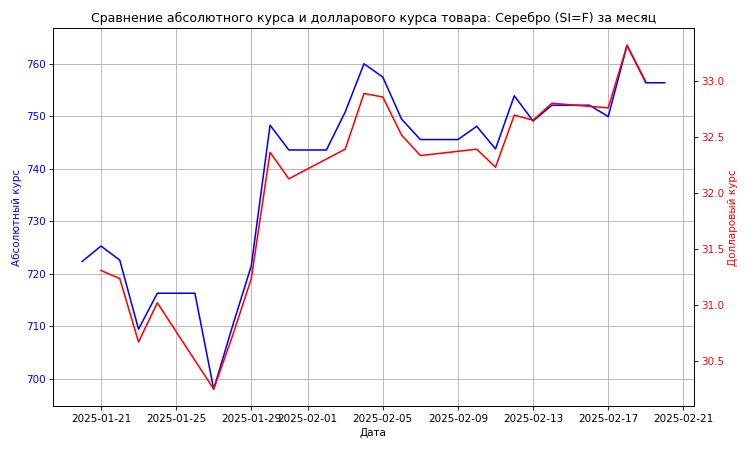 Сравнение абсолютного курса и долларового курса товара: Серебро (SI=F) за месяц
Абсолютный курс
760
750
740
730
720
710
700
33.0
32.5
32.0
31.5
31.0
30.5
Долларовый курс
2025-01-21 2025-01-25 2025-01-29 2025-02-01 2025-02-05 2025-02-09 2025-02-13 2025-02-17 2025-02-21
Дата